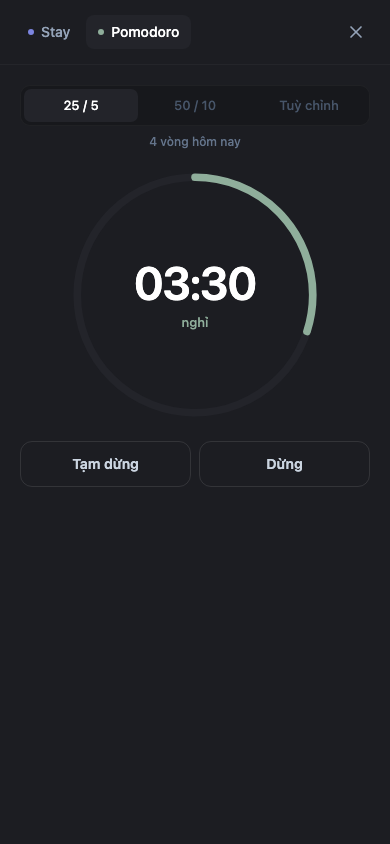 Stay
Pomodoro
25 / 5
50 / 10
Tuỳ chỉnh
4 vòng hôm nay
03:30
nghỉ
Tạm dừng
Dừng